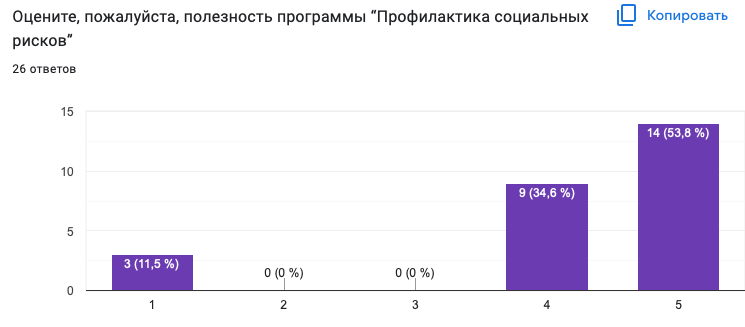 Оцените, пожалуйста, полезность программы “Профилактика социальных
рисков”
Копировать
26 ответов
15
10
5
0
3 (11,5 %)
0 (0 %)
0 (0 %)
9 (34,6 %)
14 (53,8 %)
1
2
3
4
5